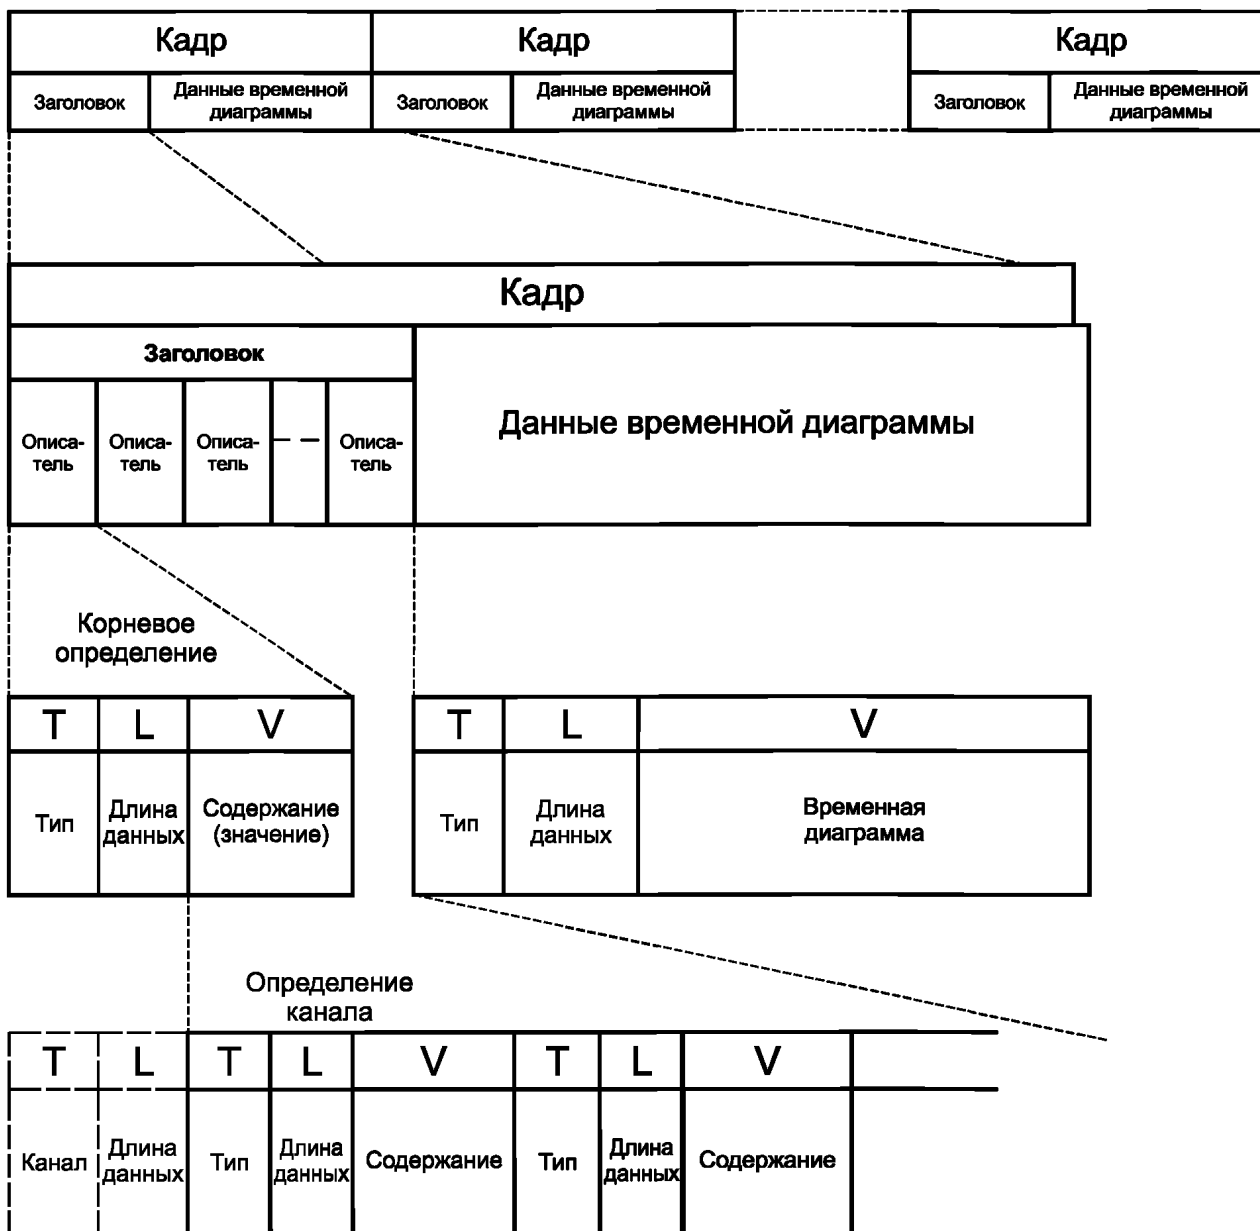 Кадр Кадр Кадр
Заголовок Данные временной диаграммы Заголовок Данные временной диаграммы Заголовок Данные временной диаграммы
Кадр
Заголовок
Описа-
тель
Описа-
тель
Описа-
тель
Описа-
тель
Данные временной диаграммы
Корневое
определение
T L V T L V
Тип
Длина
данных
Содержание
(значение)
Тип
Длина
данных
Временная
диаграмма
Определение
канала
T L T L V T L V
Канал
Длина
данных
Тип
Длина
данных
Содержание
Тип
Длина
данных
Содержание